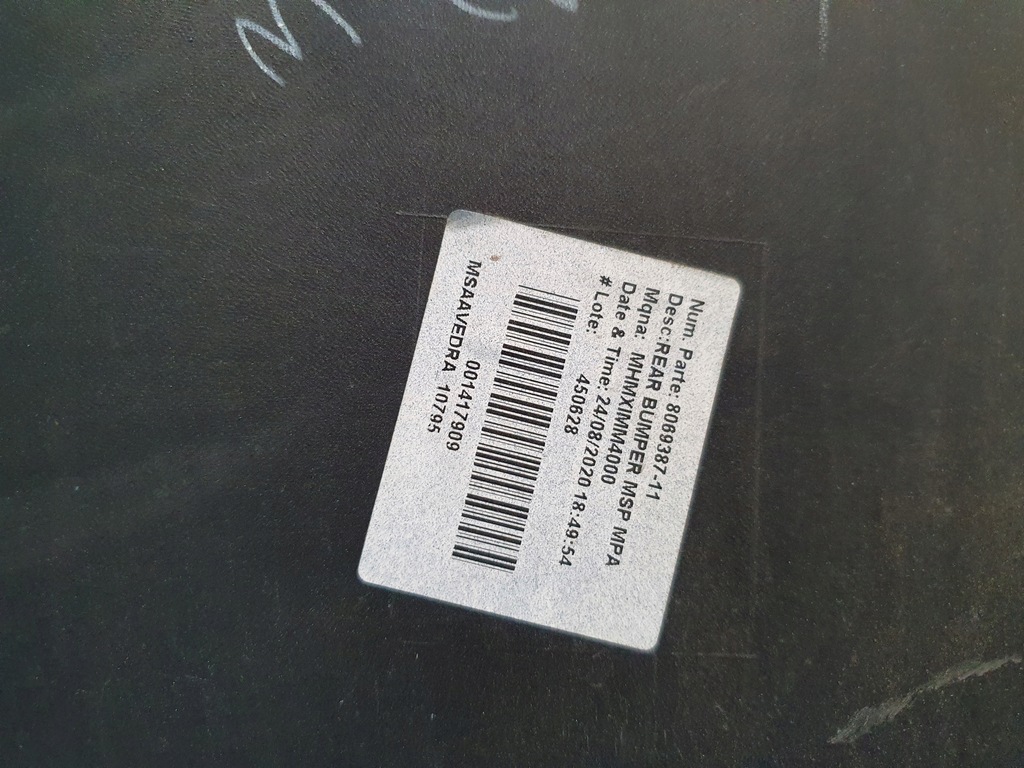 Num. Parte: 8069387-11
Desc:REAR BUMPER MSP MPA
Mqna: MHMXIMM4000
Date & Time: 24/08/2020 18:49:54
# Lote: 450628
001417909
MSAAVEDRA 10795